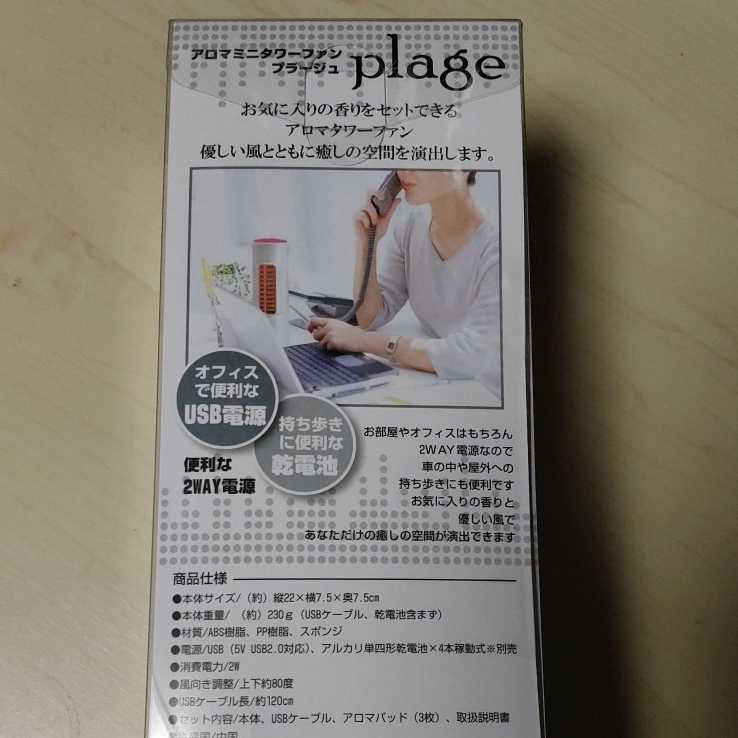 アロマミニタワーファン
プラージュ
plage
お気に入りの香りをセットできる
アロマタワーファン
優しい風とともに癒しの空間を演出します。
オフィス
で便利な
USB電源
持ち歩き
に便利な
乾電池
便利な
2WAY電源
お部屋やオフィスはもちろん
2WAY電源なので
車の中や屋外への
持ち歩きにも便利です
お気に入りの香りと
優しい風で
あなただけの癒しの空間が演出できます
商品仕様
●本体サイズ/（約）縦22×横7.5×奥7.5cm
●本体重量/（約）230g（USBケーブル、乾電池含まず）
●材質/ABS樹脂、PP樹脂、スポンジ
●電源/USB（5V USB2.0対応）、アルカリ単四形乾電池×4本稼動式※別売
●消費電力/2W
●風向き調整/上下約80度
●USBケーブル長/約120cm
●セット内容/本体、USBケーブル、アロマパッド（3枚）、取扱説明書
●生産国/中国